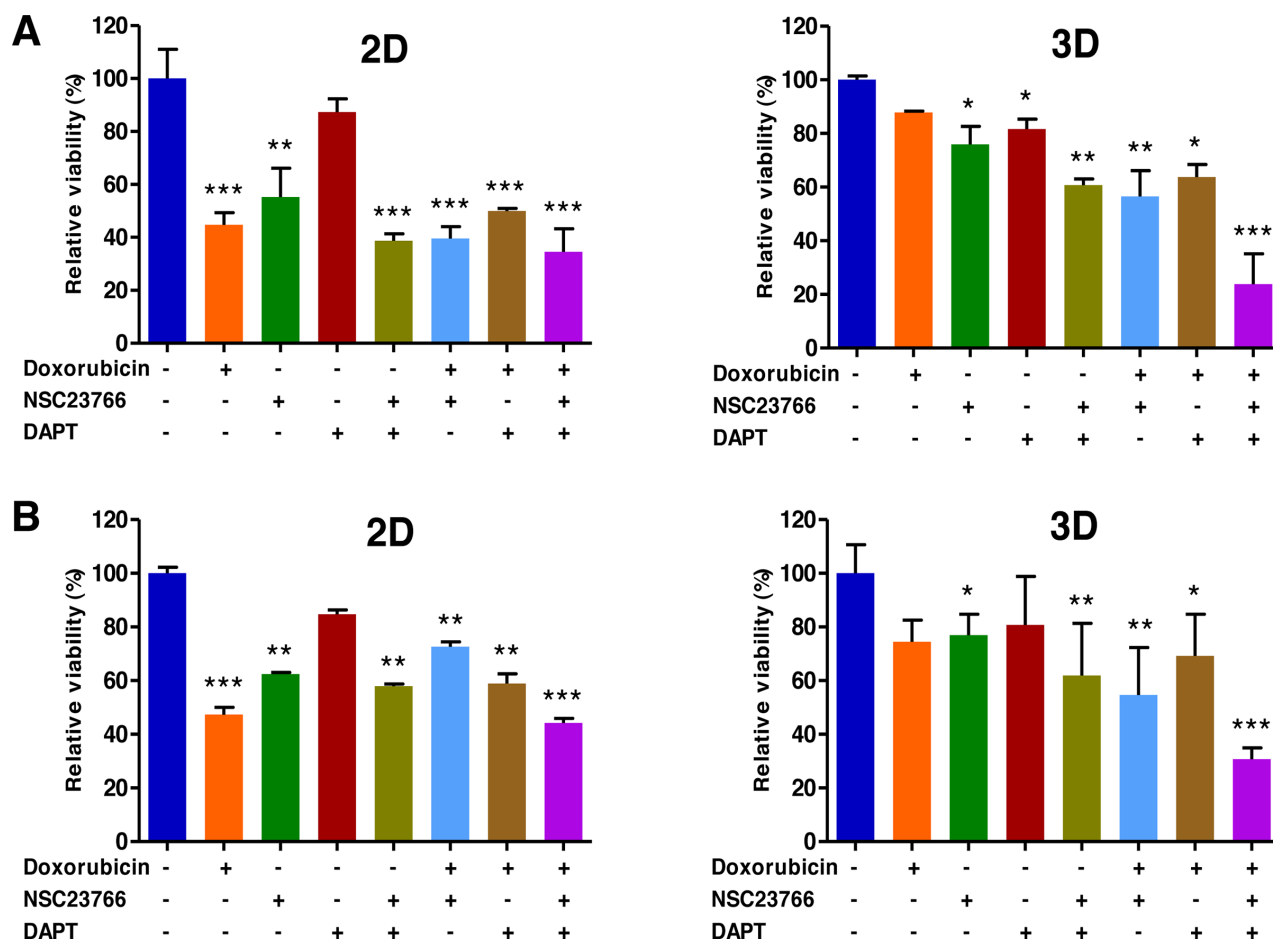 A
2D
Relative viability (%)
120
100
80
60
40
20
0
*** ** *** *** *** ***
Doxorubicin - + - - - + + +
NSC23766 - - + - + + - +
DAPT - - - + + - + +
3D
Relative viability (%)
120
100
80
60
40
20
0
* * ** ** * ***
Doxorubicin - + - - - + + +
NSC23766 - - + - + + - +
DAPT - - - + + - + +
B
2D
Relative viability (%)
120
100
80
60
40
20
0
*** ** ** ** ** ***
Doxorubicin - + - - - + + +
NSC23766 - - + - + + - +
DAPT - - - + + - + +
3D
Relative viability (%)
120
100
80
60
40
20
0
* ** ** * ***
Doxorubicin - + - - - + + +
NSC23766 - - + - + + - +
DAPT - - - + + - + +